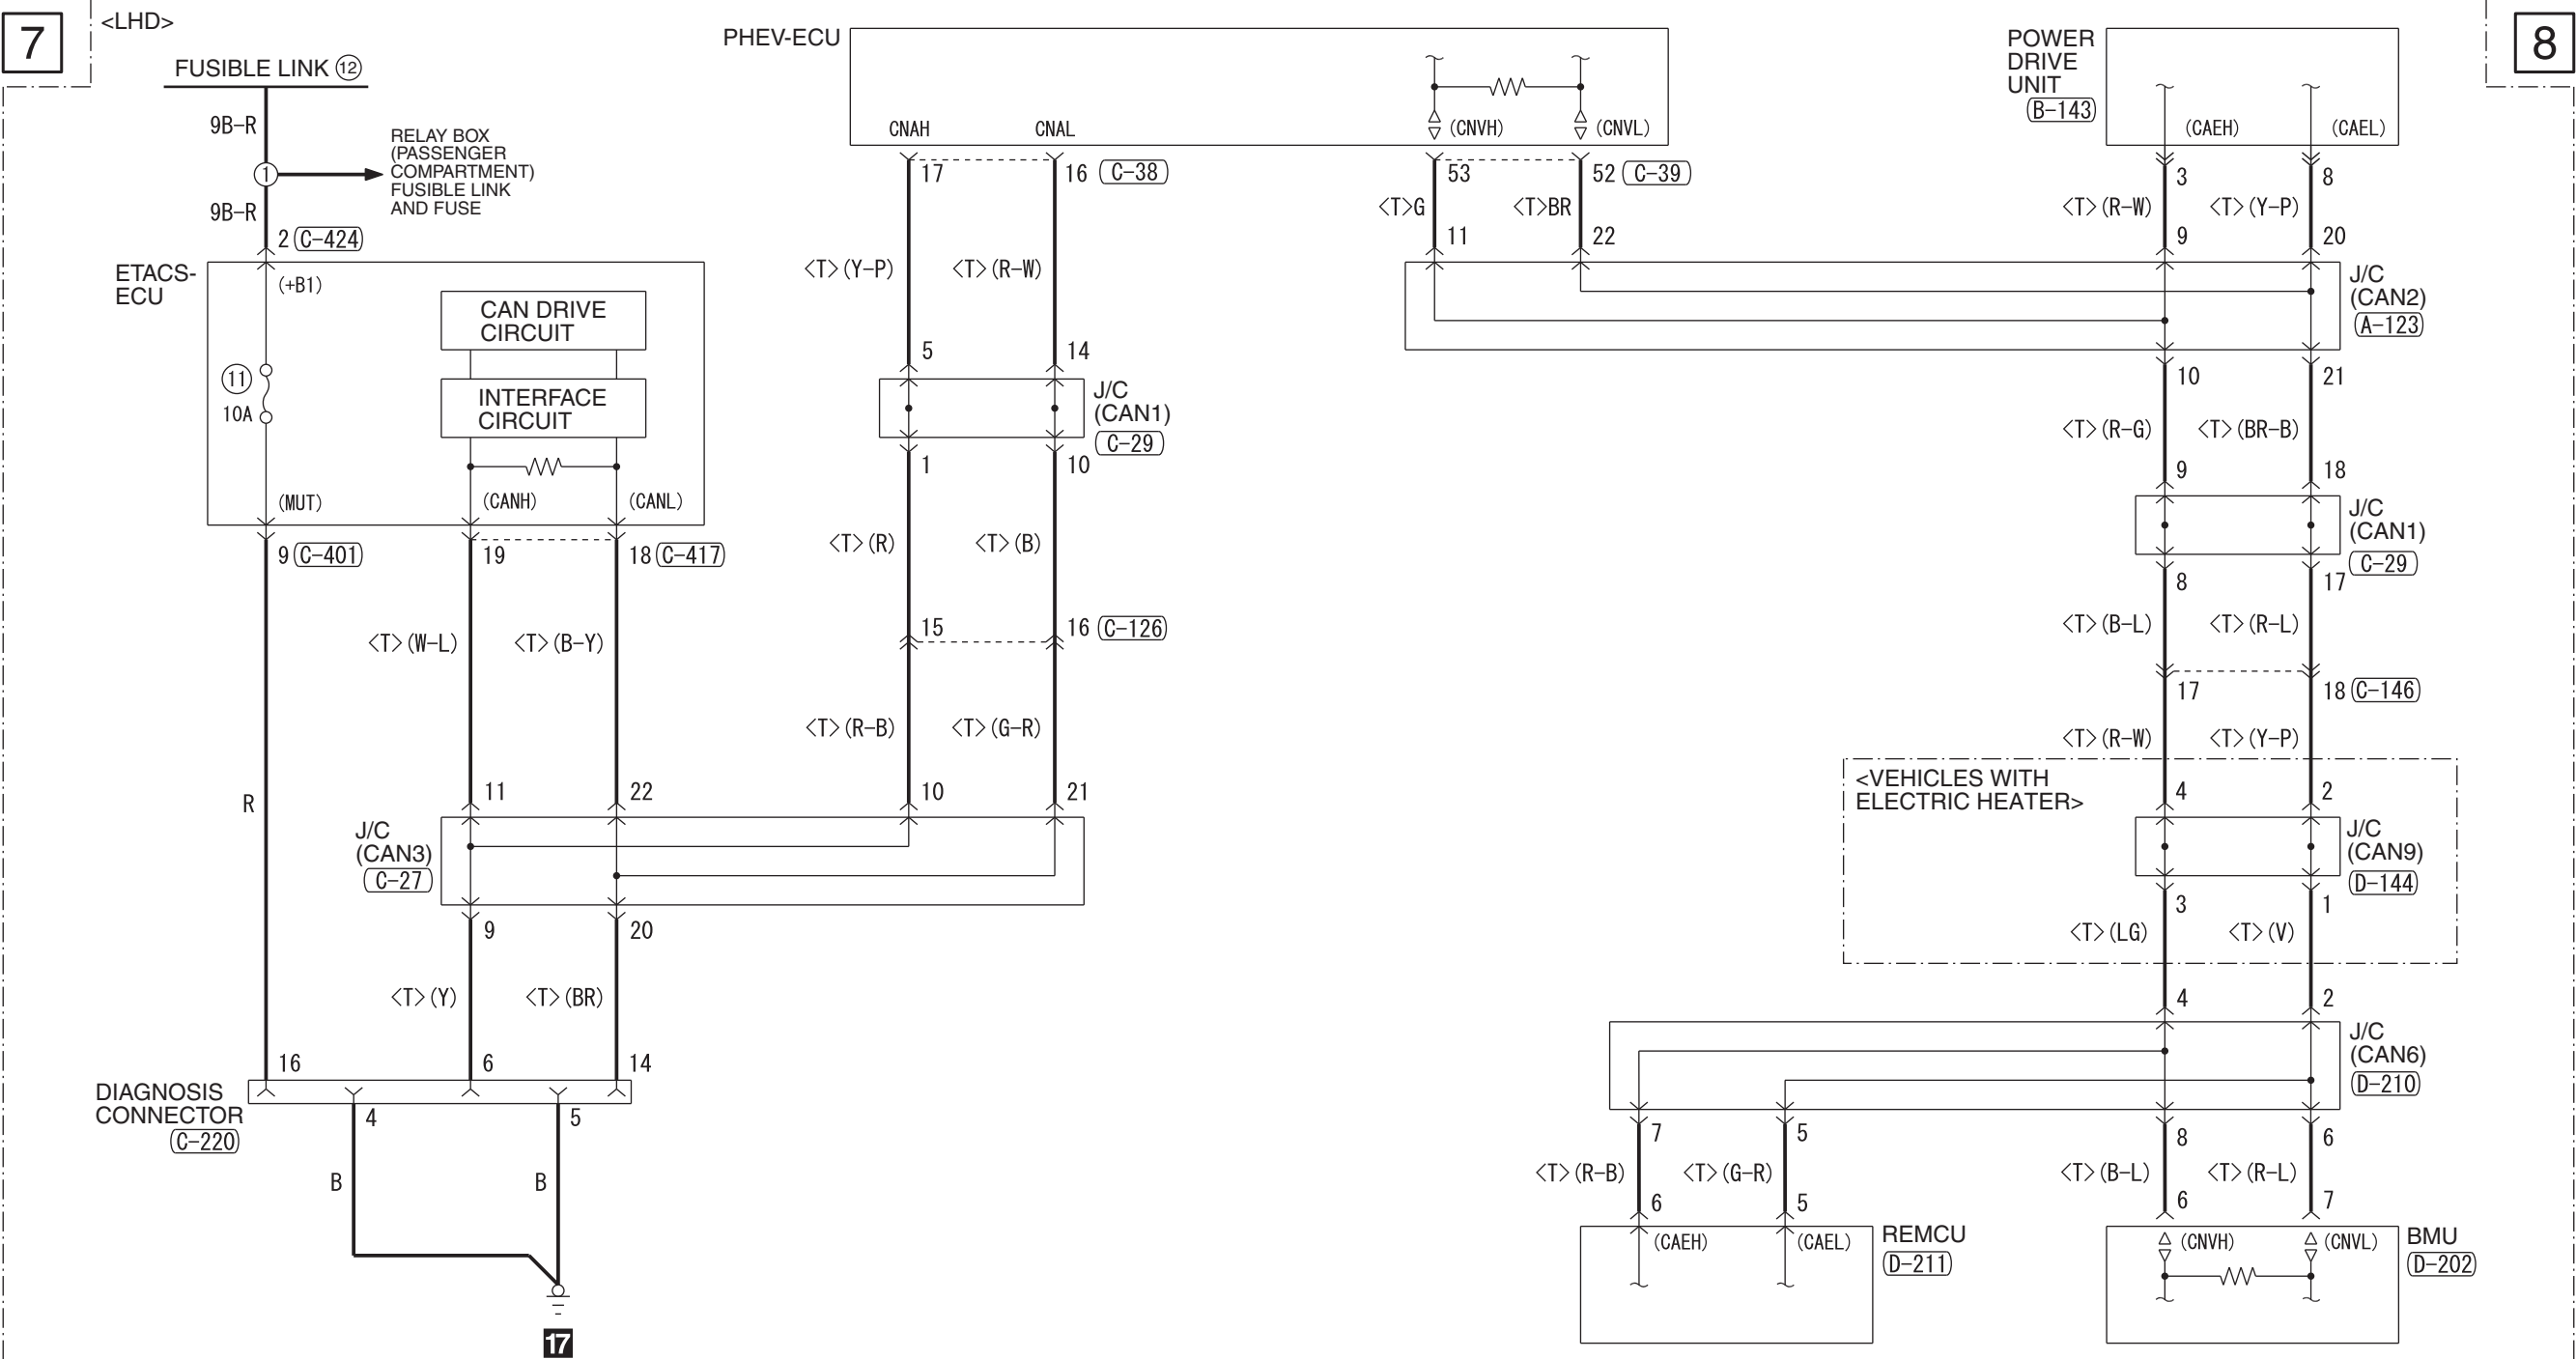 7
<LHD>
FUSIBLE LINK ⑫
9B-R
①
RELAY BOX
(PASSENGER
COMPARTMENT)
FUSIBLE LINK
AND FUSE
9B-R
2 C-424
ETACS-
ECU
(+B1)
CAN DRIVE
CIRCUIT
INTERFACE
CIRCUIT
⑪
10A
(MUT)
(CANH)
(CANL)
9 C-401
19
18 C-417
<T>(W-L)
<T>(B-Y)
R
11
22
J/C
(CAN3)
C-27
9
20
<T>(Y)
<T>(BR)
16
6
14
DIAGNOSIS
CONNECTOR
C-220
4
5
B
B
17
PHEV-ECU
CNAH
CNAL
(CNVH)
(CNVL)
17
16 C-38
53
52 C-39
<T>(Y-P)
<T>(R-W)
5
14
J/C
(CAN1)
C-29
1
10
<T>(R)
<T>(B)
15
16 C-126
<T>(R-B)
<T>(G-R)
10
21
<T>G
<T>BR
11
22
8
POWER
DRIVE
UNIT
B-143
(CAEH)
(CAEL)
3
8
<T>(R-W)
<T>(Y-P)
9
20
J/C
(CAN2)
A-123
10
21
<T>(R-G)
<T>(BR-B)
9
18
J/C
(CAN1)
C-29
8
17
<T>(B-L)
<T>(R-L)
17
18 C-146
<T>(R-W)
<T>(Y-P)
<VEHICLES WITH
ELECTRIC HEATER>
4
2
J/C
(CAN9)
D-144
3
1
<T>(LG)
<T>(V)
4
2
J/C
(CAN6)
D-210
7
5
8
6
<T>(R-B)
<T>(G-R)
<T>(B-L)
<T>(R-L)
6
5
6
7
(CAEH)
(CAEL)
REMCU
D-211
(CNVH)
(CNVL)
BMU
D-202